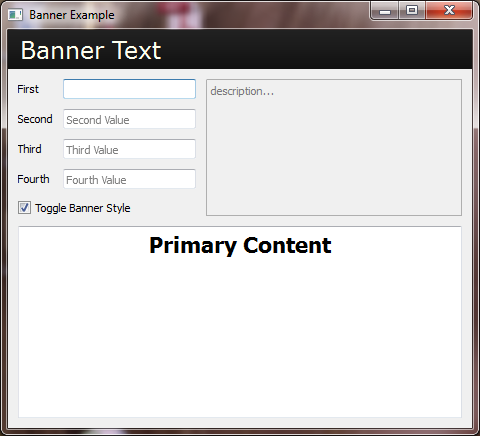 Banner Example
Banner Text
First
description...
Second
Second Value
Third
Third Value
Fourth
Fourth Value
Toggle Banner Style
Primary Content